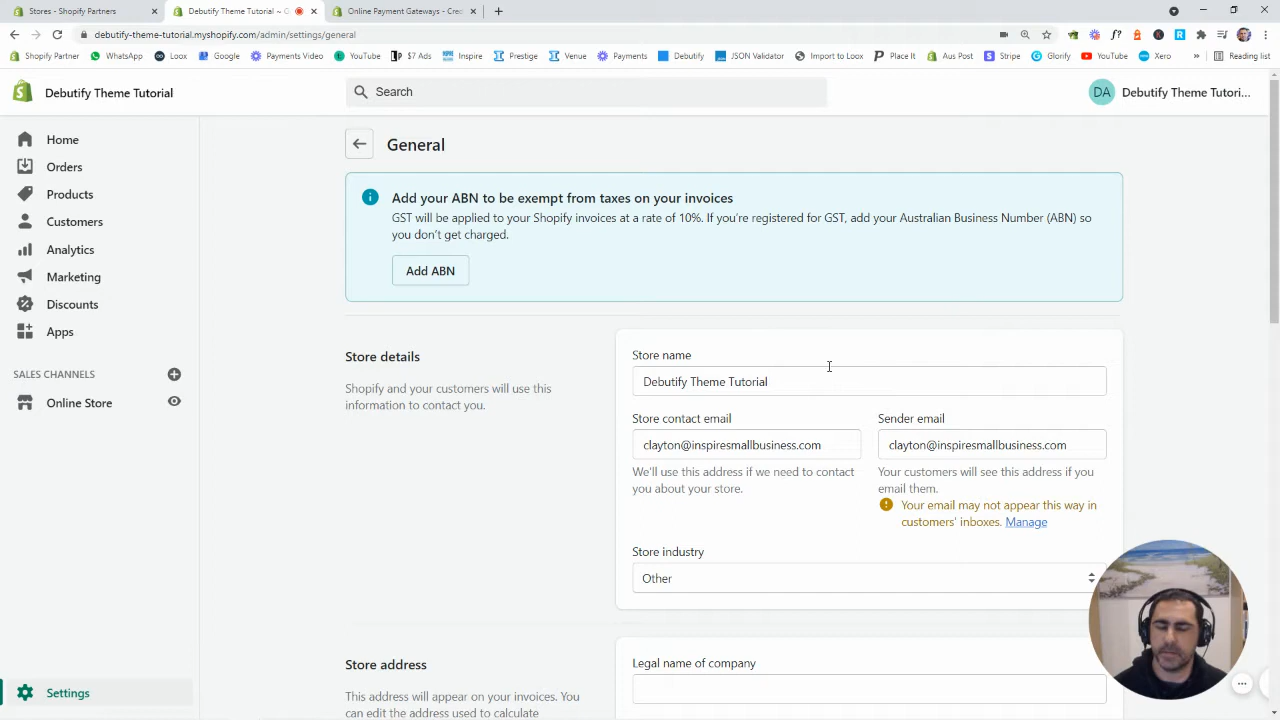 Stores - Shopify Partners
Debutify Theme Tutorial ~ G
Online Payment Gateways - Crec
debutify-theme-tutorial.myshopify.com/admin/settings/general
Shopify Partner
WhatsApp
Loox
Google
Payments Video
YouTube
$7 Ads
Inspire
Prestige
Venue
Payments
Debutify
JSON Validator
Import to Loox
Place It
Aus Post
Stripe
Glorify
YouTube
Xero
»
Reading list
Debutify Theme Tutorial
Search
DA
Debutify Theme Tutori...
Home
Orders
Products
Customers
Analytics
Marketing
Discounts
Apps
SALES CHANNELS
Online Store
Settings
General
Add your ABN to be exempt from taxes on your invoices
GST will be applied to your Shopify invoices at a rate of 10%. If you're registered for GST, add your Australian Business Number (ABN) so
you don't get charged.
Add ABN
Store details
Shopify and your customers will use this
information to contact you.
Store name
Debutify Theme Tutorial
Store contact email
clayton@inspiresmallbusiness.com
We'll use this address if we need to contact
you about your store.
Sender email
clayton@inspiresmallbusiness.com
Your customers will see this address if you
email them.
Your email may not appear this way in
customers' inboxes. Manage
Store industry
Other
Store address
This address will appear on your invoices. You
can edit the address used to calculate
Legal name of company